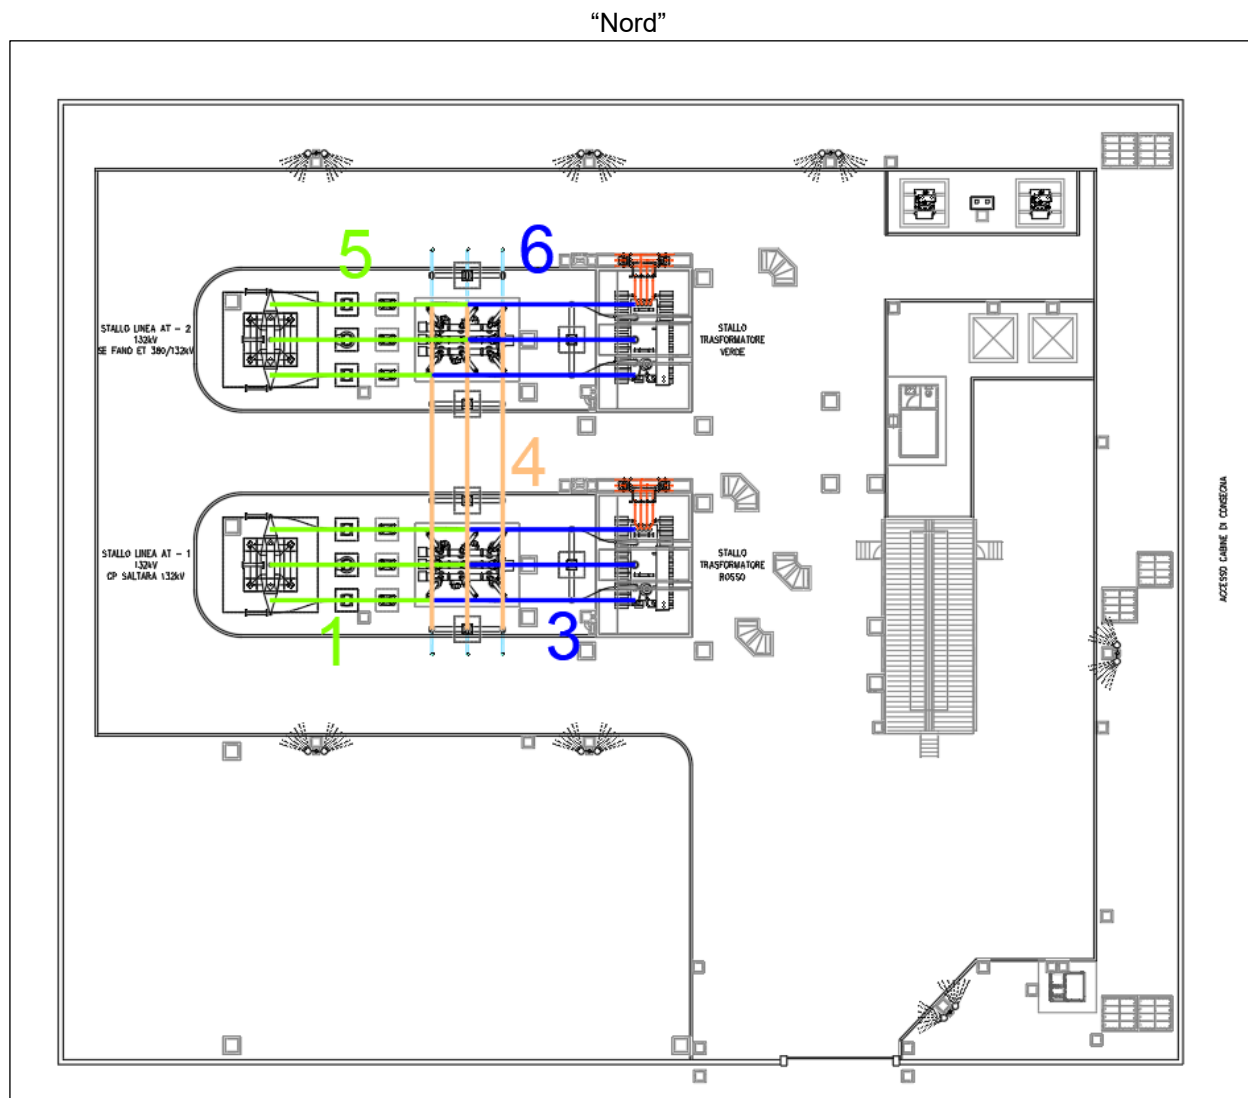 “Nord”
5
6
STALLO LINEA AT - 2
132kV
SE FANO ET 380/132kV
STALLO
TRASFORMATORE
VERDE
4
STALLO LINEA AT - 1
132kV
CP SALTARA 132kV
STALLO
TRASFORMATORE
ROSSO
1
3
ACCESSO CABINE DI CONSEGNA